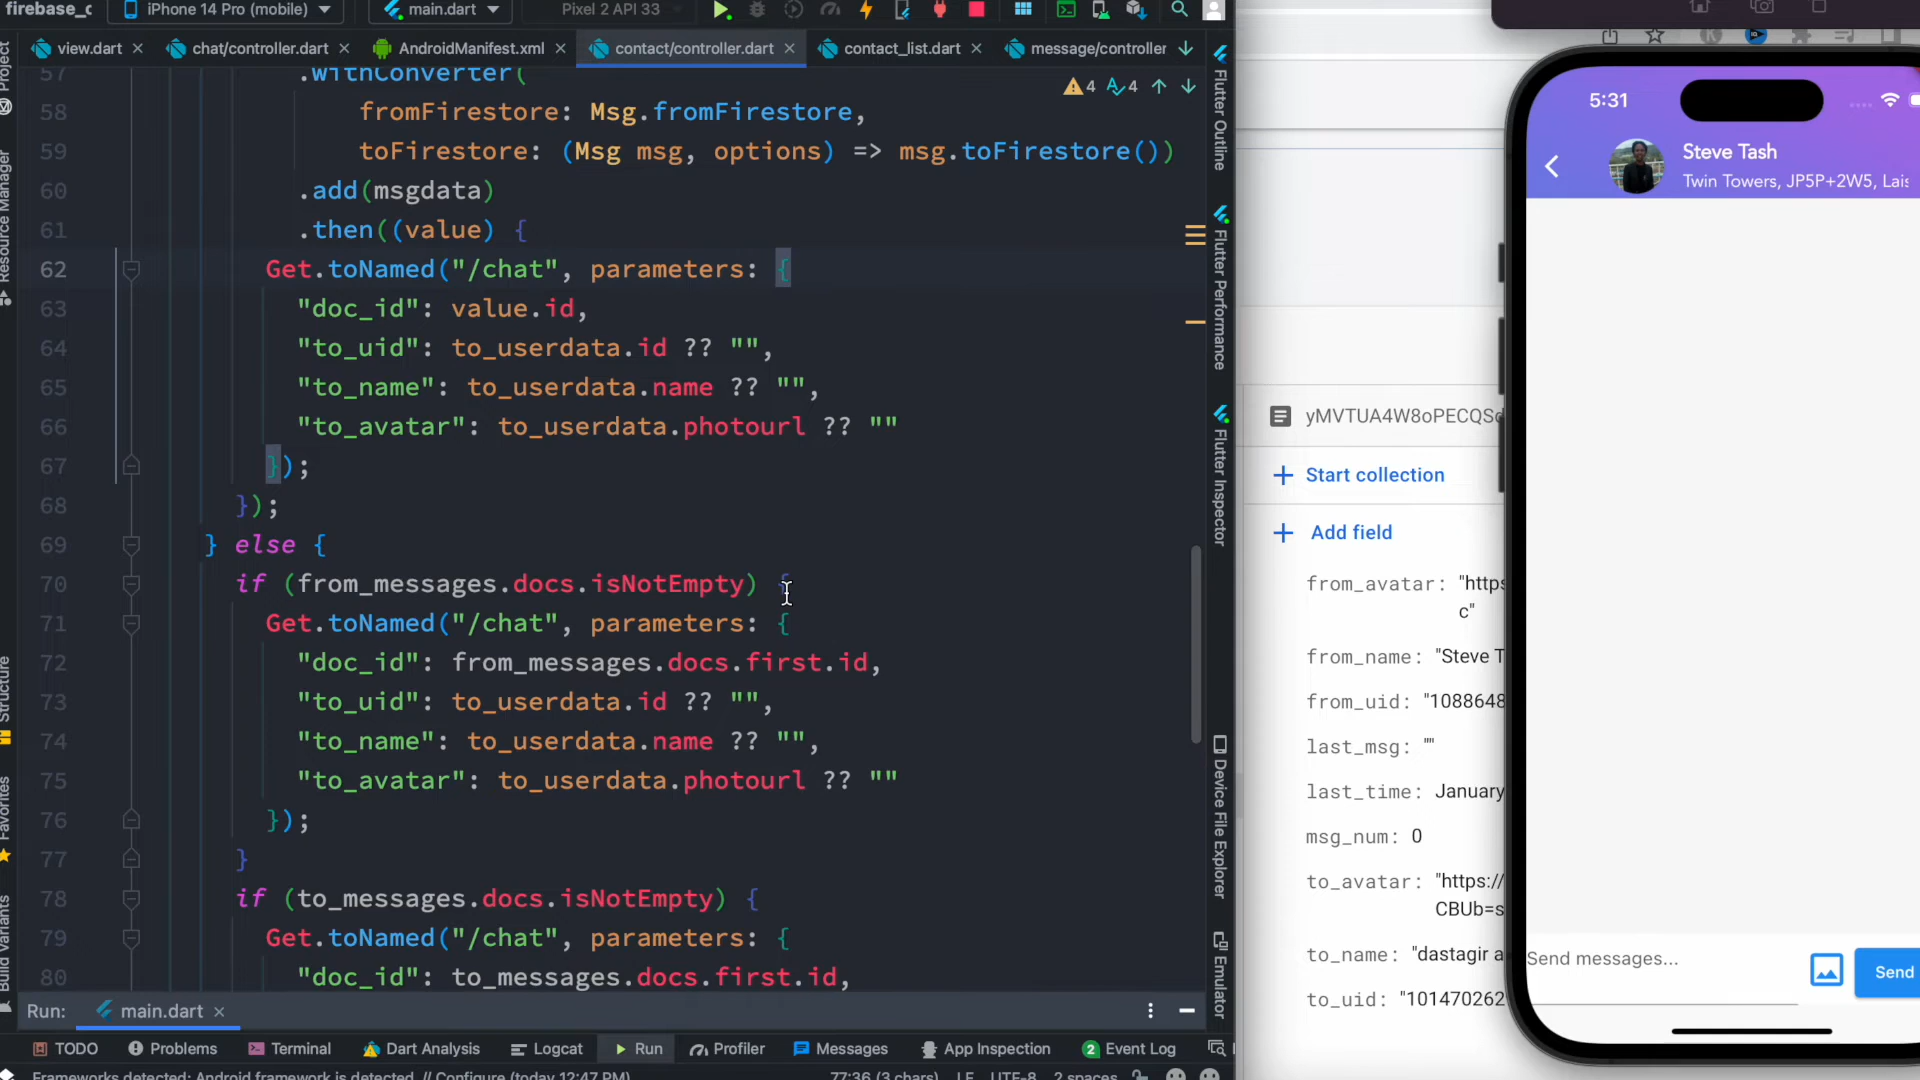 firebase_c
iPhone 14 Pro (mobile)
main.dart
Pixel 2 API 33
view.dart
chat/controller.dart
AndroidManifest.xml
contact/controller.dart
contact_list.dart
message/controller
Project
Resource Manager
Structure
Favorites
Build Variants
4
4
57 .withConverter(
58 fromFirestore: Msg.fromFirestore,
59 toFirestore: (Msg msg, options) => msg.toFirestore())
60 .add(msgdata)
61 .then((value) {
62 Get.toNamed("/chat", parameters: {
63 "doc_id": value.id,
64 "to_uid": to_userdata.id ?? "",
65 "to_name": to_userdata.name ?? "",
66 "to_avatar": to_userdata.photourl ?? ""
67 });
68 });
69 } else {
70 if (from_messages.docs.isNotEmpty) {
71 Get.toNamed("/chat", parameters: {
72 "doc_id": from_messages.docs.first.id,
73 "to_uid": to_userdata.id ?? "",
74 "to_name": to_userdata.name ?? "",
75 "to_avatar": to_userdata.photourl ?? ""
76 });
77 }
78 if (to_messages.docs.isNotEmpty) {
79 Get.toNamed("/chat", parameters: {
80 "doc_id": to_messages.docs.first.id,
Flutter Outline
Flutter Performance
Flutter Inspector
Device File Explorer
Emulator
Run:
main.dart
TODO
Problems
Terminal
Dart Analysis
Logcat
Run
Profiler
Messages
App Inspection
2 Event Log
Frameworks detected: Android framework is detected. // Configure (today 12:47 PM)
77:36 (3 chars)
LF
UTF-8
2 spaces
yMVTUA4W8oPECQS
Start collection
Add field
from_avatar: "https
c"
from_name: "Steve T
from_uid: "1088648
last_msg: ""
last_time: January
msg_num: 0
to_avatar: "https://
CBUb=s
to_name: "dastagir a
to_uid: "101470262
5:31
Steve Tash
Twin Towers, JP5P+2W5, Lais
Send messages...
Send